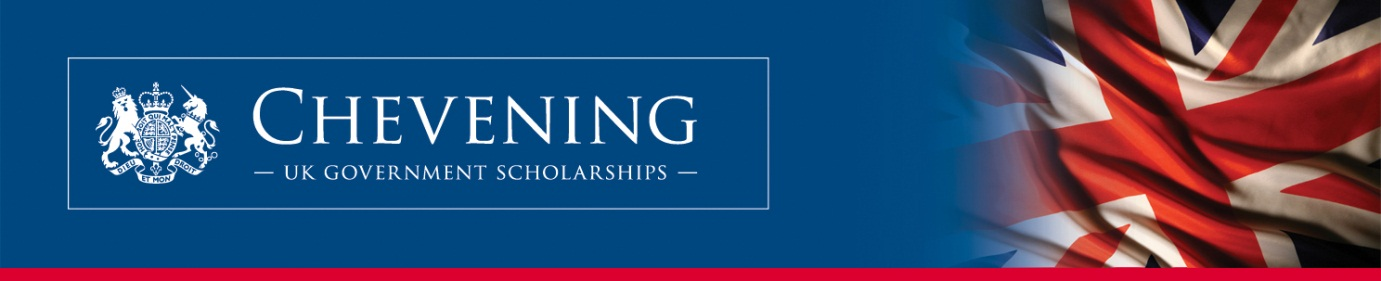 CHEVENING
— UK GOVERNMENT SCHOLARSHIPS —
DIEU ET MON DROIT